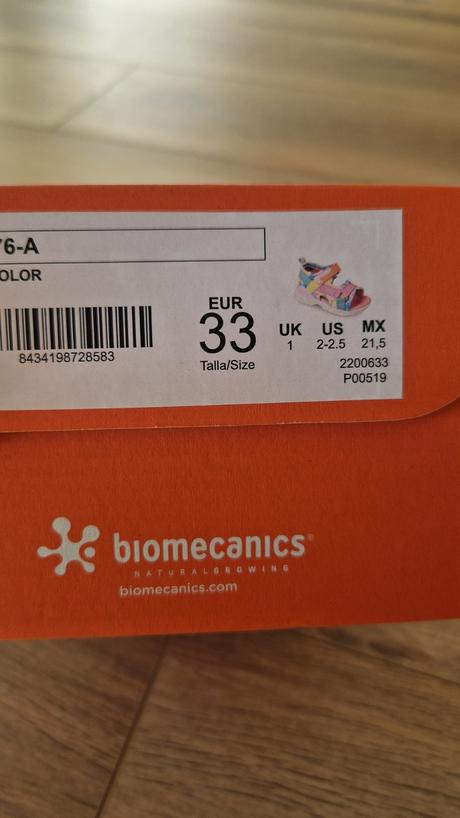 76-A
OLOR
8434198728583
EUR
33
Talla/Size
UK US MX
1 2-2.5 21,5
2200633
P00519
biomecanics®
NATURALGROWING
biomecanics.com